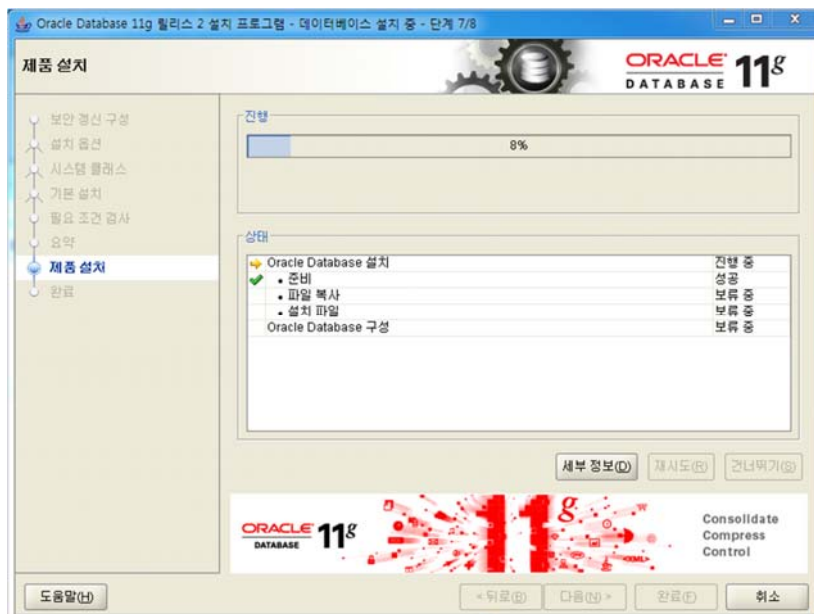 Oracle Database 11g 릴리스 2 설치 프로그램 - 데이터베이스 설치 중 - 단계 7/8
제품 설치
ORACLE DATABASE 11g
보안 갱신 구성
설치 옵션
시스템 클래스
기본 설치
필요 조건 검사
요약
제품 설치
완료
진행
8%
상태
Oracle Database 설치 진행 중
준비 성공
파일 복사 보류 중
설치 파일 보류 중
Oracle Database 구성 보류 중
세부 정보(D) 재시도(R) 건너뛰기(S)
ORACLE DATABASE 11g
11g
Consolidate
Compress
Control
도움말(H) < 뒤로(B) 다음(N) > 완료(F) 취소